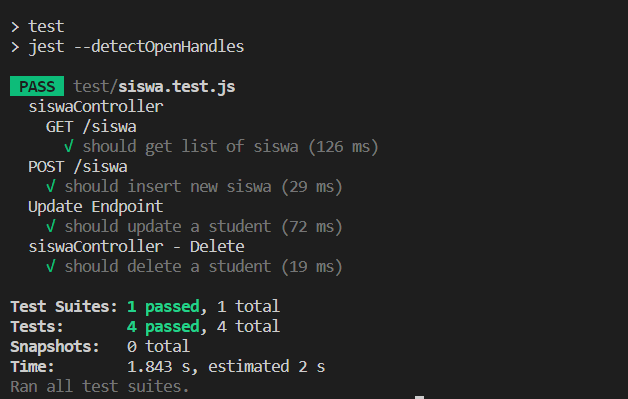 > test
> jest --detectOpenHandles
PASS test/siswa.test.js
siswaController
GET /siswa
√ should get list of siswa (126 ms)
POST /siswa
√ should insert new siswa (29 ms)
Update Endpoint
√ should update a student (72 ms)
siswaController - Delete
√ should delete a student (19 ms)
Test Suites: 1 passed, 1 total
Tests: 4 passed, 4 total
Snapshots: 0 total
Time: 1.843 s, estimated 2 s
Ran all test suites.